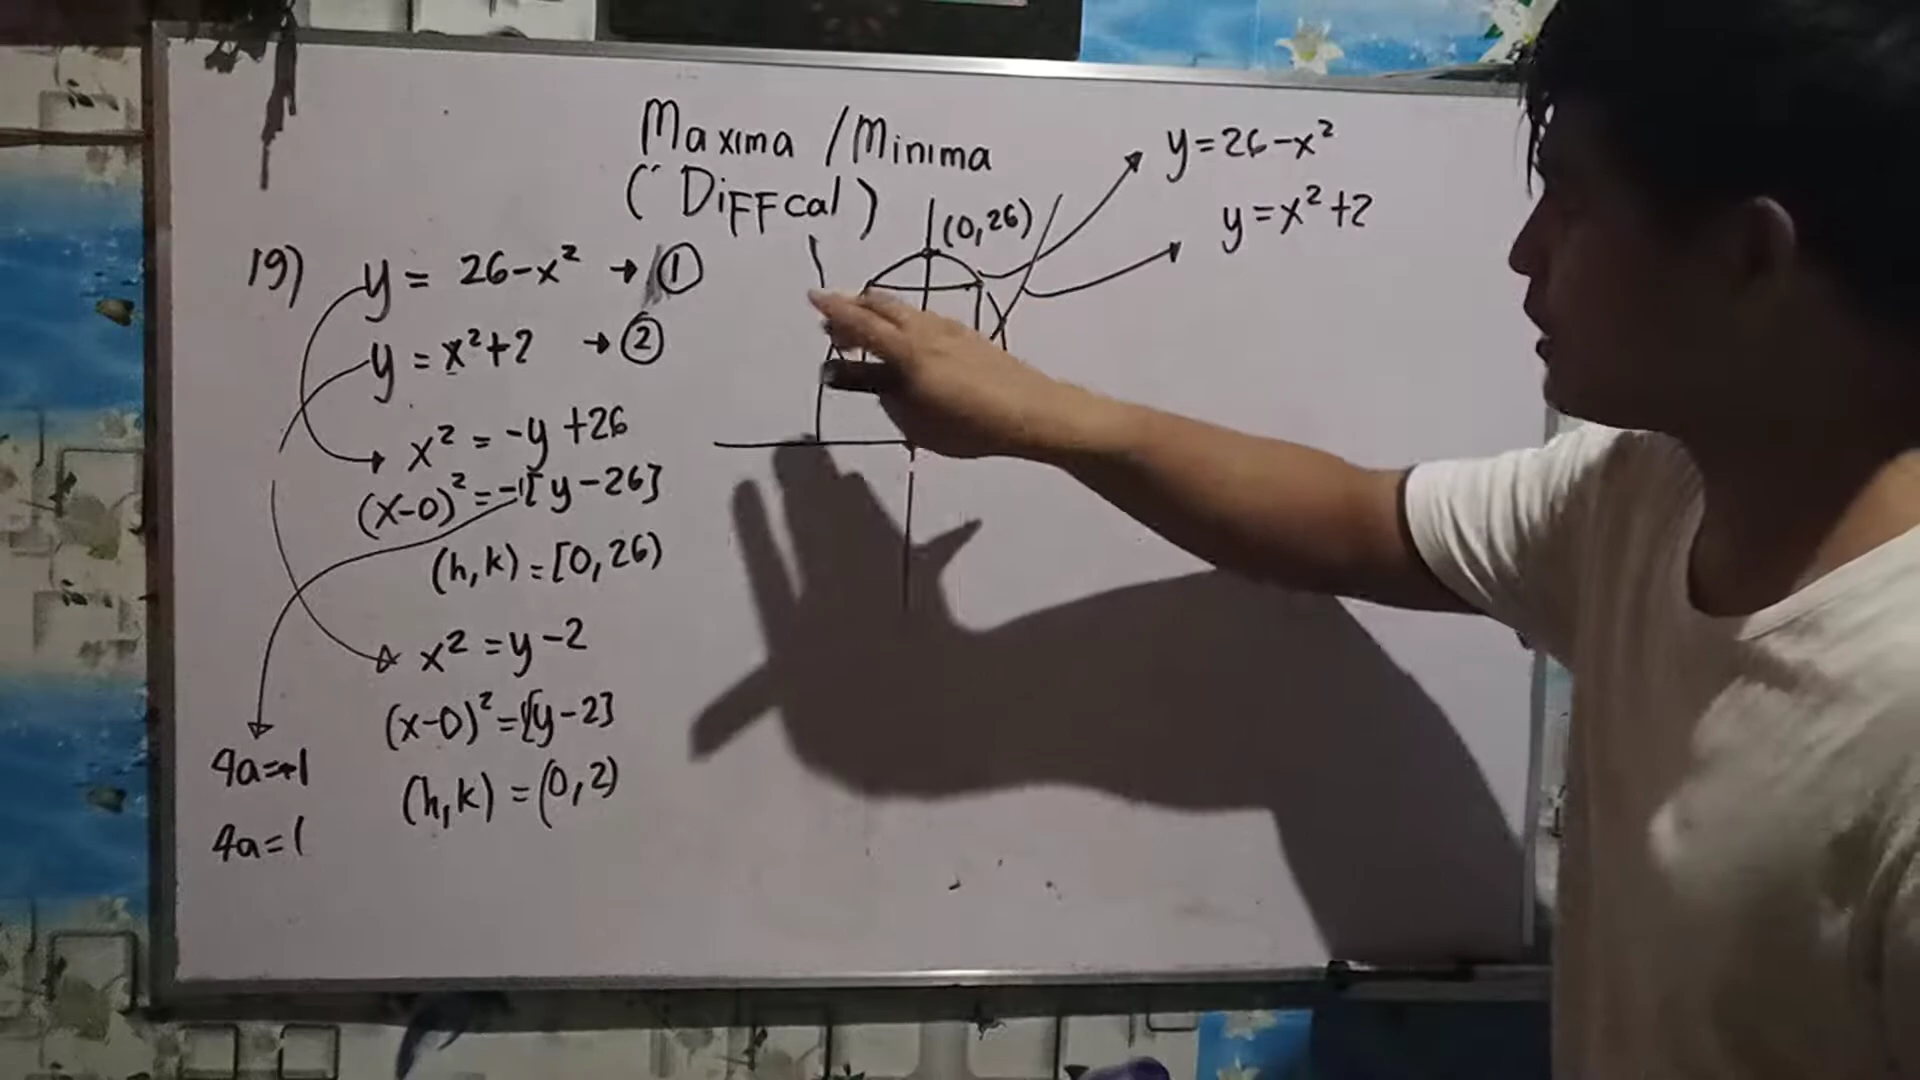 Maxima / Minima
(Diffcal)
19) y = 26-x² → ①
y = x²+2 → ②
x² = -y +26
(x-0)² = -1[y-26]
(h,k) = [0,26)
x² = y-2
(x-0)² = 1[y-2]
(h,k) = (0,2)
4a=+1
4a=1
(0,26)
y=26-x²
y=x²+2